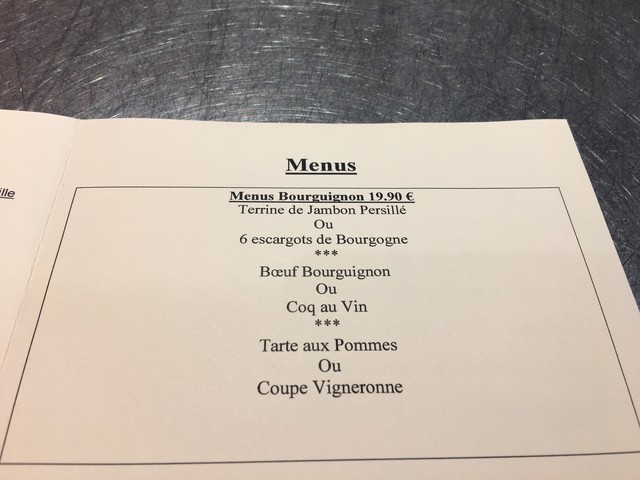 Menus
Menus Bourguignon 19.90 €
Terrine de Jambon Persillé
Ou
6 escargots de Bourgogne
***
Bœuf Bourguignon
Ou
Coq au Vin
***
Tarte aux Pommes
Ou
Coupe Vigneronne